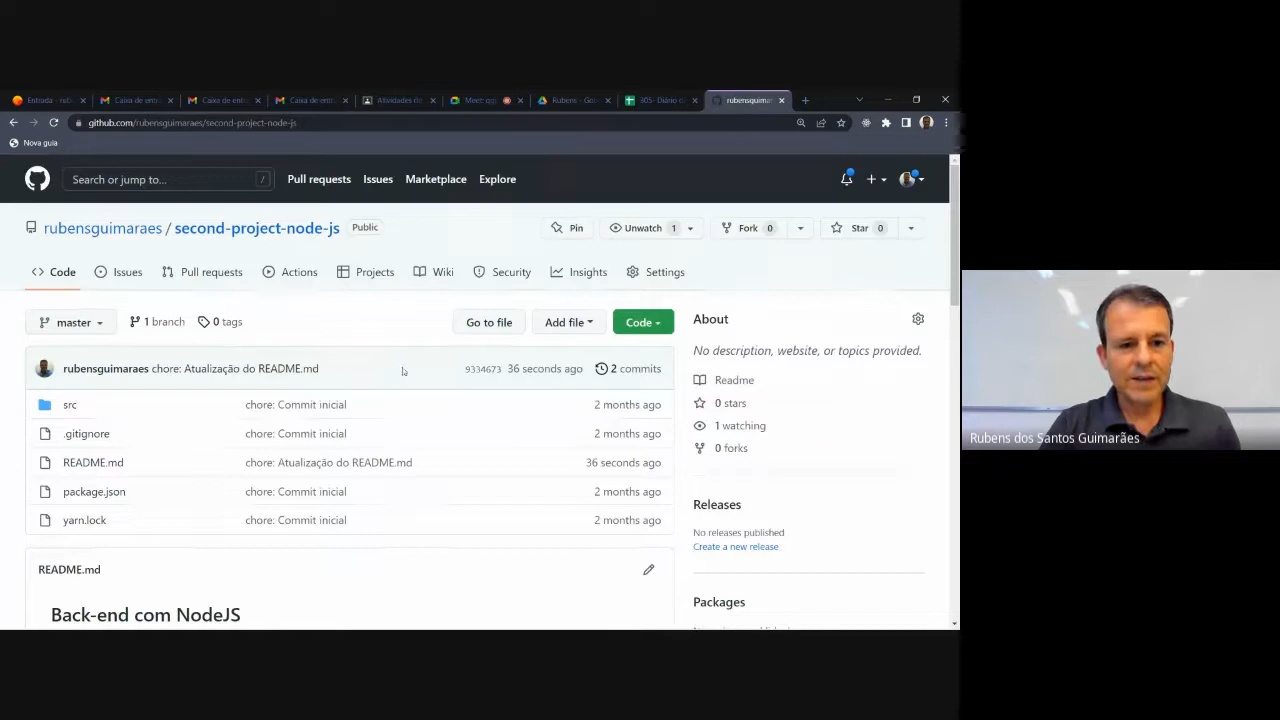 Entrada - rub
Caixa de entr
Caixa de entr
Caixa de entr
Atividades de
Meet:
Rubens - Go
305- Diário d
rubensguima
github.com/rubensguimaraes/second-project-node-js
Nova guia
Search or jump to...
/
Pull requests
Issues
Marketplace
Explore
rubensguimaraes / second-project-node-js
Public
Pin
Unwatch 1
Fork 0
Star 0
Code
Issues
Pull requests
Actions
Projects
Wiki
Security
Insights
Settings
master
1 branch
0 tags
Go to file
Add file
Code
rubensguimaraes chore: Atualização do README.md
9334673 36 seconds ago
2 commits
src chore: Commit inicial 2 months ago
.gitignore chore: Commit inicial 2 months ago
README.md chore: Atualização do README.md 36 seconds ago
package.json chore: Commit inicial 2 months ago
yarn.lock chore: Commit inicial 2 months ago
README.md
Back-end com NodeJS
About
No description, website, or topics provided.
Readme
0 stars
1 watching
0 forks
Releases
No releases published
Create a new release
Packages
Rubens dos Santos Guimarães